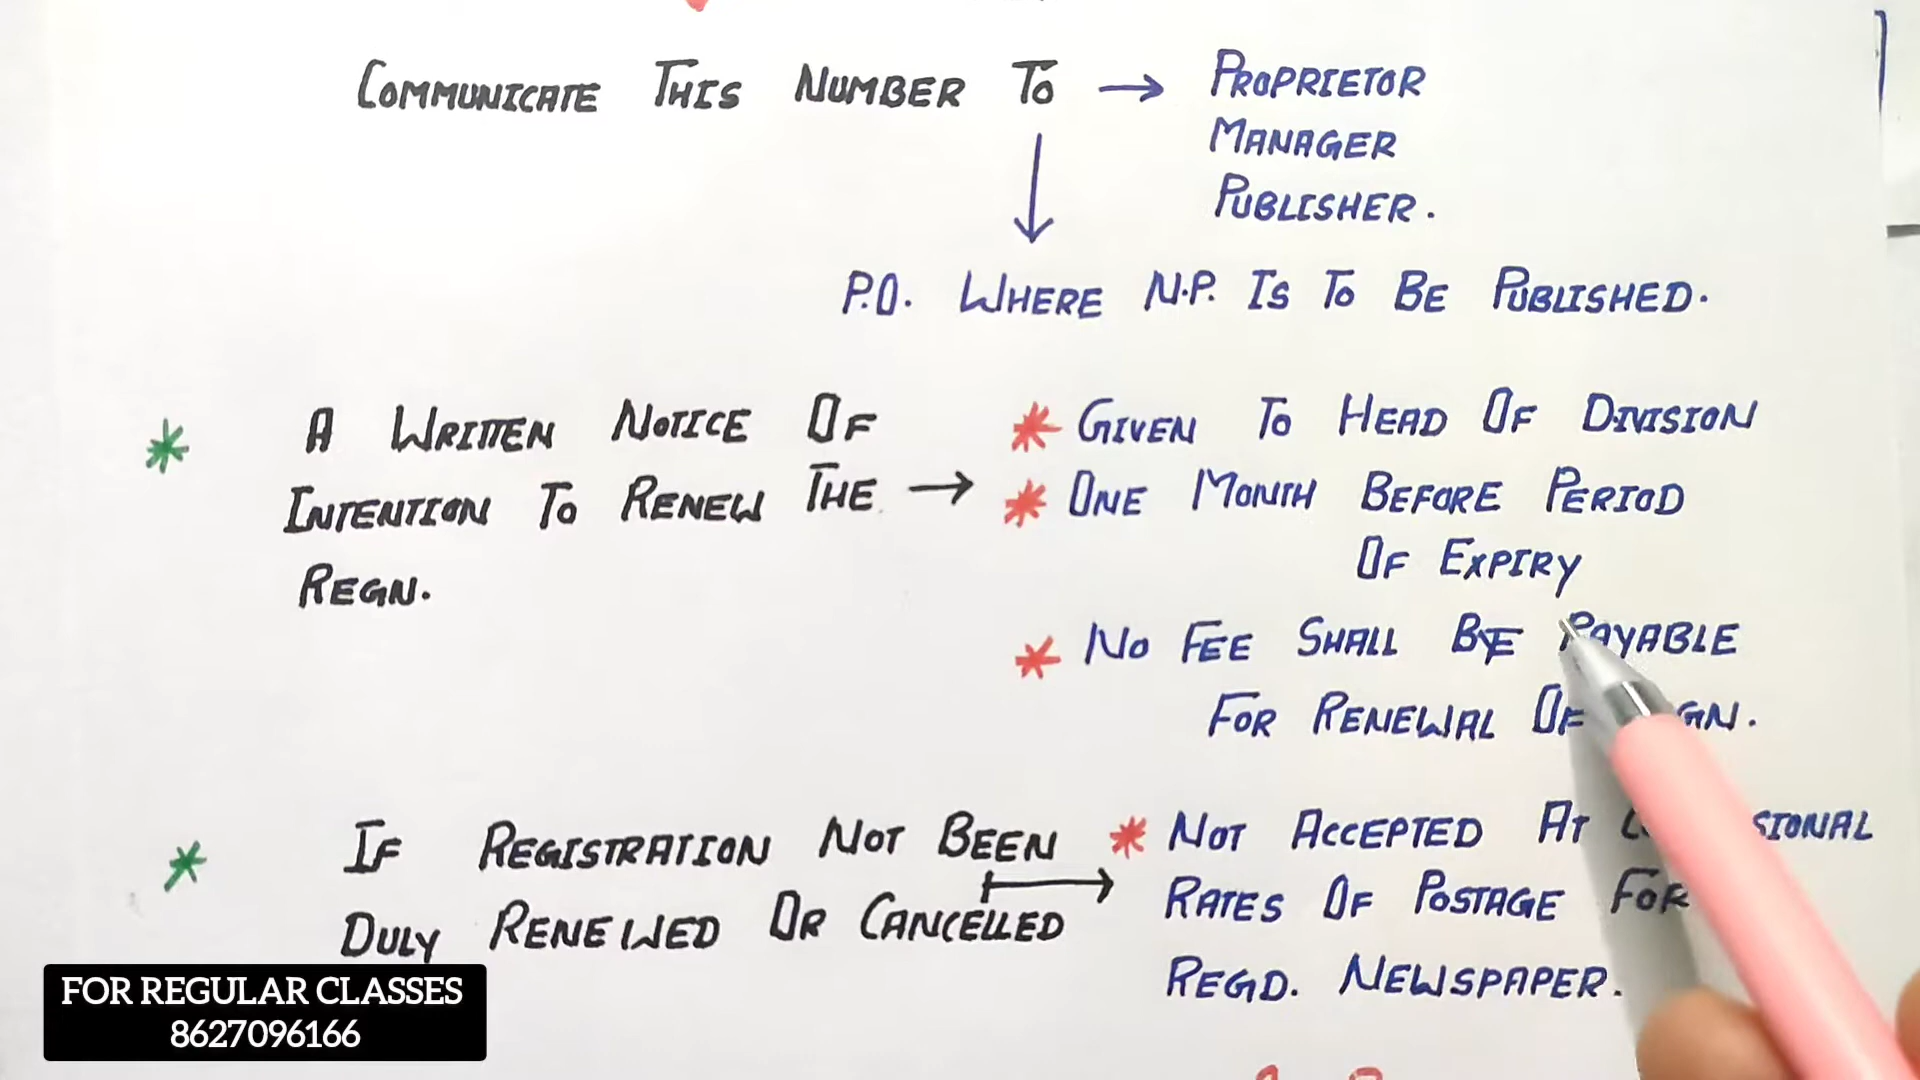 COMMUNICATE THIS NUMBER TO → PROPRIETOR
MANAGER
PUBLISHER.
P.O. WHERE N.P. IS TO BE PUBLISHED.
A WRITTEN NOTICE OF
INTENTION TO RENEW THE →
REGN.
* GIVEN TO HEAD OF DIVISION
* ONE MONTH BEFORE PERIOD
OF EXPIRY
* NO FEE SHALL BE PAYABLE
FOR RENEWAL OF
* IF REGISTRATION NOT BEEN
DULY RENEWED OR CANCELLED →
* NOT ACCEPTED AT
RATES OF POSTAGE FOR
REGD. NEWSPAPER.
FOR REGULAR CLASSES
8627096166